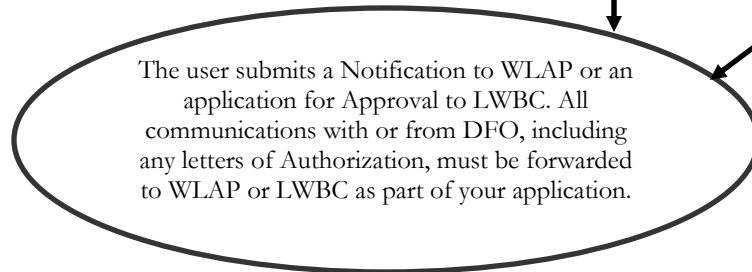 The user submits a Notification to WLAP or an
application for Approval to LWBC. All
communications with or from DFO, including
any letters of Authorization, must be forwarded
to WLAP or LWBC as part of your application.